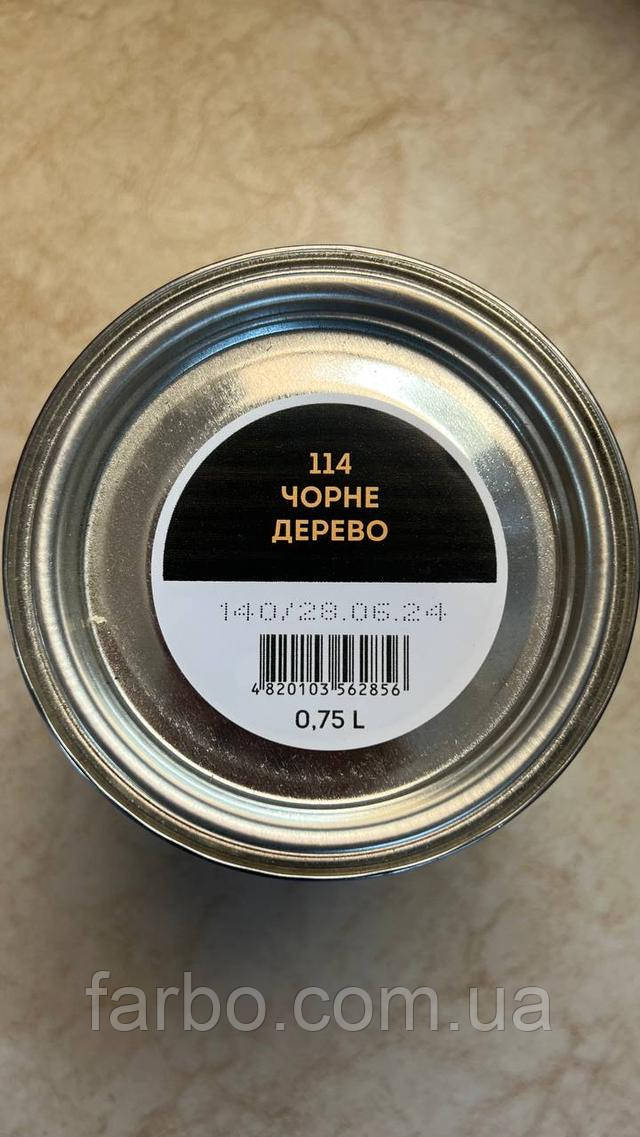 114
ЧОРНЕ
ДЕРЕВО
140/28.06.24
4 820103 562856
0,75 L
farbo.com.ua